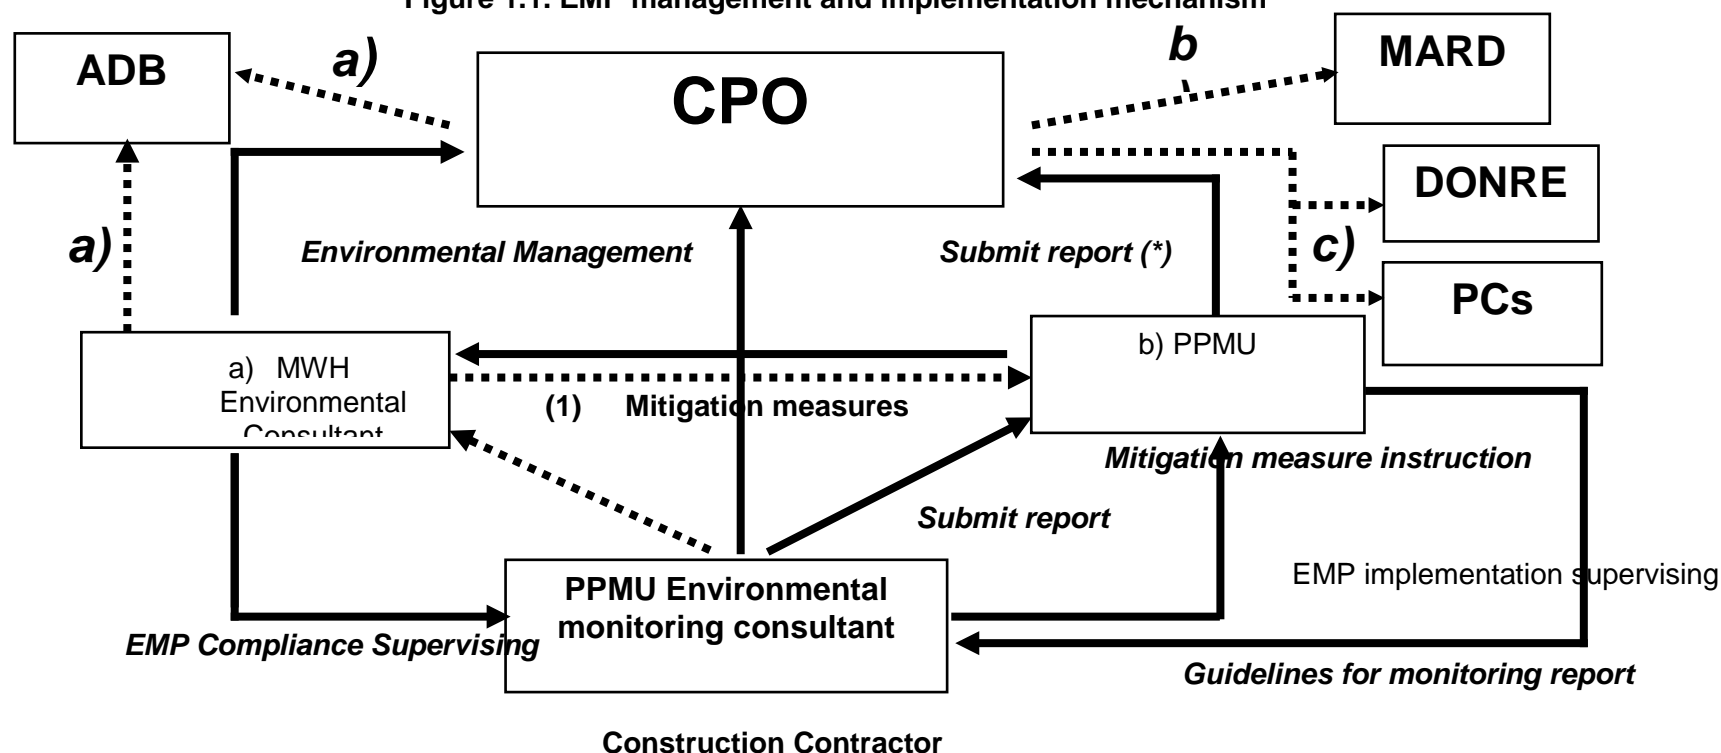 Figure 1.1. EMP management and implementation mechanism
ADB
a)
CPO
b
MARD
DONRE
a)
Environmental Management
Submit report (*)
c)
PCs
a) MWH
Environmental
Consultant
b) PPMU
(1) Mitigation measures
Mitigation measure instruction
Submit report
EMP implementation supervising
PPMU Environmental
monitoring consultant
EMP Compliance Supervising
Guidelines for monitoring report
Construction Contractor